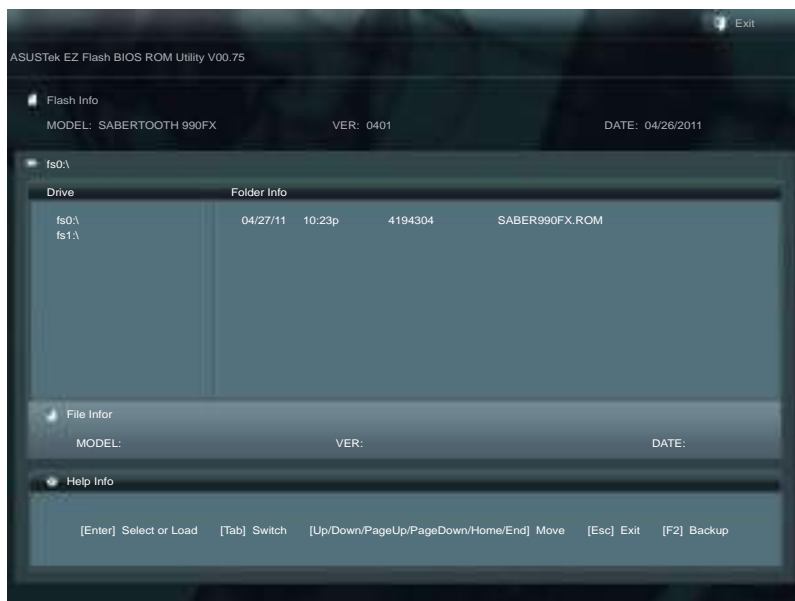 Exit
ASUSTek EZ Flash BIOS ROM Utility V00.75
Flash Info
MODEL: SABERTOOTH 990FX VER: 0401 DATE: 04/26/2011
fs0:\
Drive Folder Info
fs0:\ 04/27/11 10:23p 4194304 SABER990FX.ROM
fs1:\
File Infor
MODEL: VER: DATE:
Help Info
[Enter] Select or Load [Tab] Switch [Up/Down/PageUp/PageDown/Home/End] Move [Esc] Exit [F2] Backup